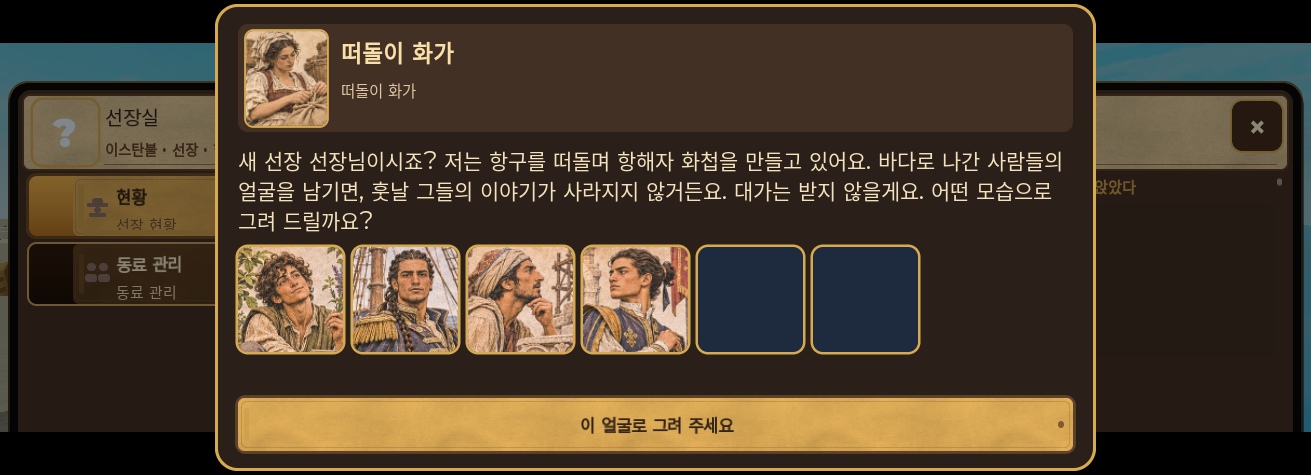 떠돌이 화가
떠돌이 화가
새 선장 선장님이시죠? 저는 항구를 떠돌며 항해자 화첩을 만들고 있어요. 바다로 나간 사람들의
얼굴을 남기면, 훗날 그들의 이야기가 사라지지 않거든요. 대가는 받지 않을게요. 어떤 모습으로
그려 드릴까요?
이 얼굴로 그려 주세요
?
선장실
이스탄불 • 선장 •
현황
선장 현황
동료 관리
동료 관리
×
않았다